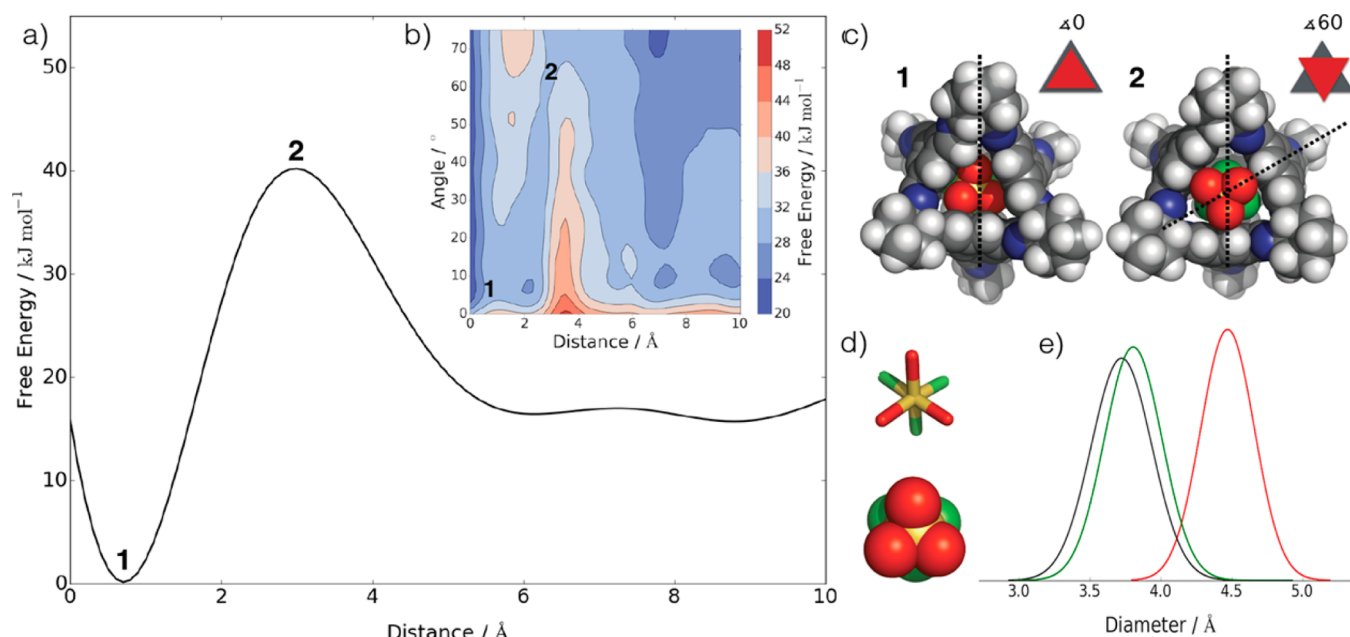 a)
Free Energy / kJ mol⁻¹
50
40
30
20
10
0
0 2 4 6 8 10
Distance / Å
1
2
b)
Angle / °
70
60
50
40
30
20
10
0
0 2 4 6 8 10
Distance / Å
1
2
52
48
44
40
36
32
28
24
20
Free Energy / kJ mol⁻¹
c)
1
∡0
2
∡60
d)
e)
3.0 3.5 4.0 4.5 5.0
Diameter / Å